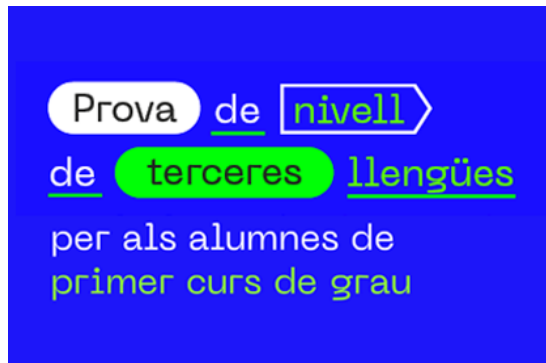 Prova de nivell
de terceres llengües
per als alumnes de
primer curs de grau